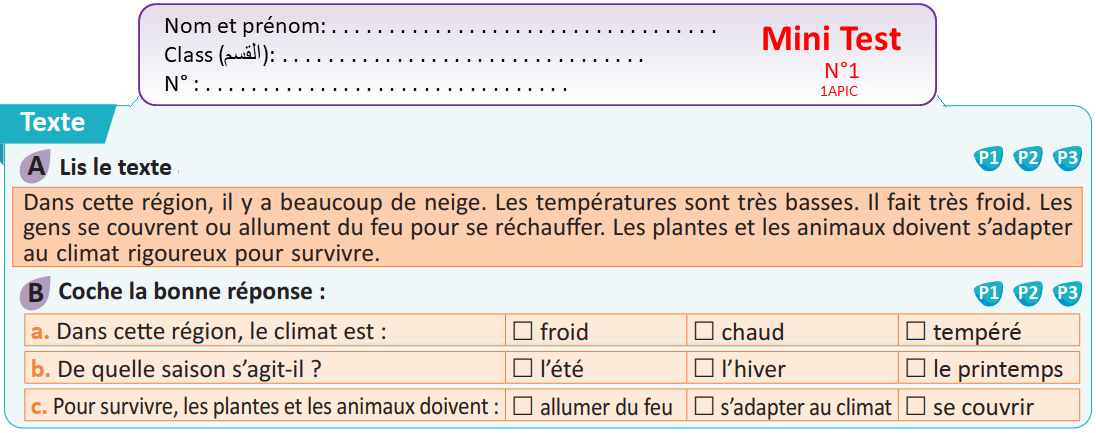 Nom et prénom: . . . . . . . . . . . . . . . . . . . . . . . . . . . . . . . . . .
Class (القسم): . . . . . . . . . . . . . . . . . . . . . . . . . . . . . . . .
N° : . . . . . . . . . . . . . . . . . . . . . . . . . . . . . . . .
Mini Test
N°1
1APIC
Texte
A Lis le texte P1 P2 P3
Dans cette région, il y a beaucoup de neige. Les températures sont très basses. Il fait très froid. Les
gens se couvrent ou allument du feu pour se réchauffer. Les plantes et les animaux doivent s’adapter
au climat rigoureux pour survivre.
B Coche la bonne réponse : P1 P2 P3
a. Dans cette région, le climat est : ☐ froid ☐ chaud ☐ tempéré
b. De quelle saison s’agit-il ? ☐ l’été ☐ l’hiver ☐ le printemps
c. Pour survivre, les plantes et les animaux doivent : ☐ allumer du feu ☐ s’adapter au climat ☐ se couvrir